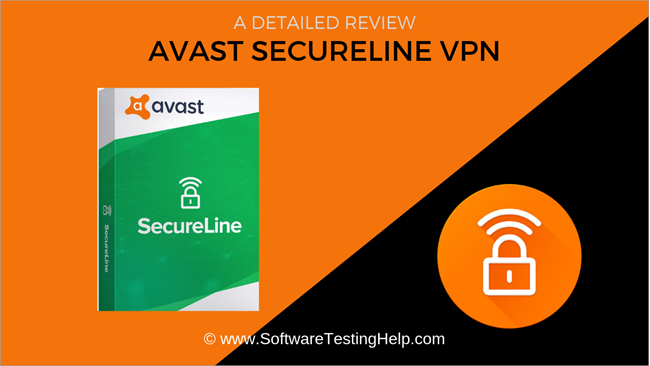 A DETAILED REVIEW
AVAST SECURELINE VPN
avast
SecureLine
SecureLine
© www.SoftwareTestingHelp.com